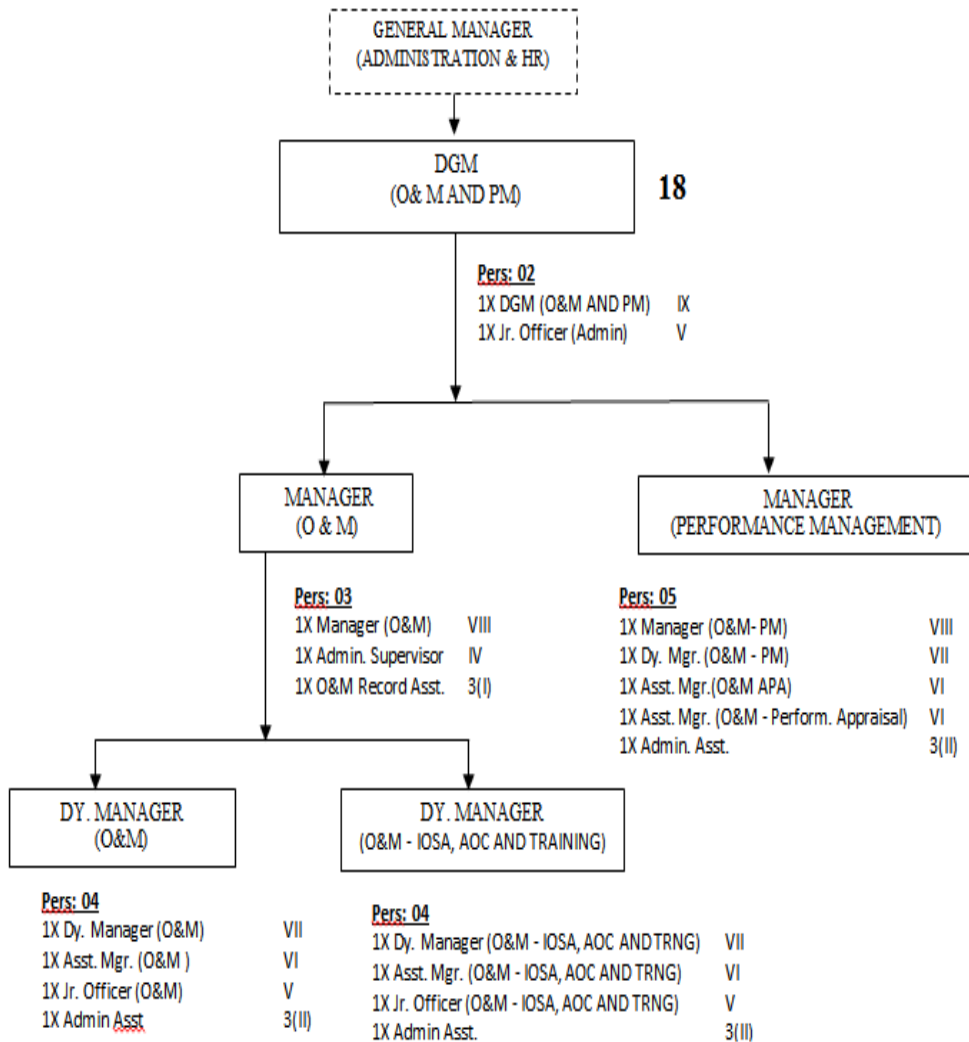 GENERAL MANAGER
(ADMINISTRATION & HR)
DGM
(O& M AND PM)
18
Pers: 02
1X DGM (O&M AND PM) IX
1X Jr. Officer (Admin) V
MANAGER
(O & M)
MANAGER
(PERFORMANCE MANAGEMENT)
Pers: 03
1X Manager (O&M) VIII
1X Admin. Supervisor IV
1X O&M Record Asst. 3(I)
Pers: 05
1X Manager (O&M- PM) VIII
1X Dy. Mgr. (O&M - PM) VII
1X Asst. Mgr.(O&M APA) VI
1X Asst. Mgr. (O&M - Perform. Appraisal) VI
1X Admin. Asst. 3(II)
DY. MANAGER
(O&M)
DY. MANAGER
(O&M - IOSA, AOC AND TRAINING)
Pers: 04
1X Dy. Manager (O&M) VII
1X Asst. Mgr. (O&M ) VI
1X Jr. Officer (O&M) V
1X Admin Asst 3(II)
Pers: 04
1X Dy. Manager (O&M - IOSA, AOC AND TRNG) VII
1X Asst. Mgr. (O&M - IOSA, AOC AND TRNG) VI
1X Jr. Officer (O&M - IOSA, AOC AND TRNG) V
1X Admin Asst. 3(II)